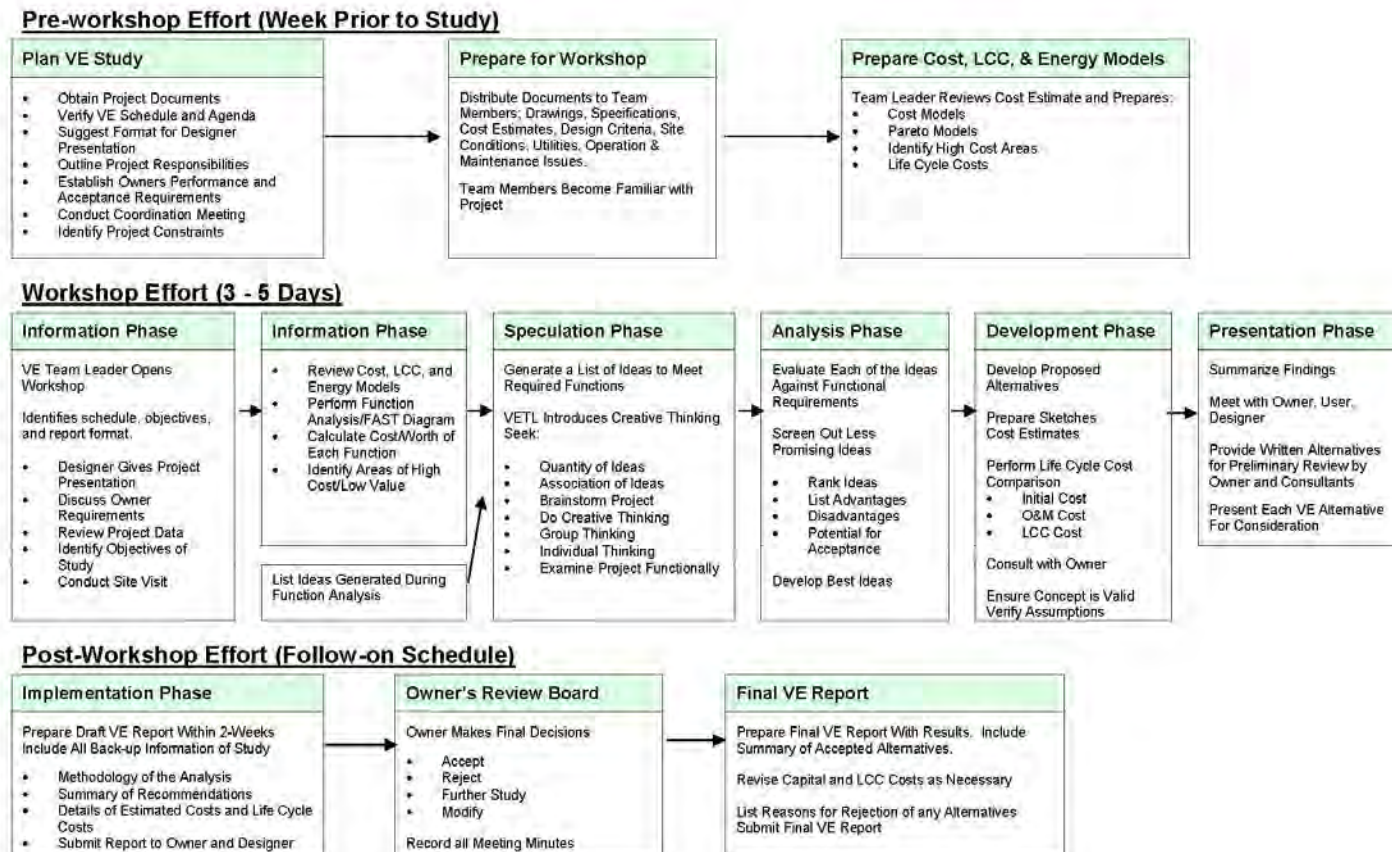 Pre-workshop Effort (Week Prior to Study)
Plan VE Study
• Obtain Project Documents
• Verify VE Schedule and Agenda
• Suggest Format for Designer
Presentation
• Outline Project Responsibilities
• Establish Owners Performance and
Acceptance Requirements
• Conduct Coordination Meeting
• Identify Project Constraints
Prepare for Workshop
Distribute Documents to Team
Members; Drawings, Specifications,
Cost Estimates, Design Criteria, Site
Conditions, Utilities, Operation &
Maintenance Issues.
Team Members Become Familiar with
Project
Prepare Cost, LCC, & Energy Models
Team Leader Reviews Cost Estimate and Prepares:
• Cost Models
• Pareto Models
• Identify High Cost Areas
• Life Cycle Costs
Workshop Effort (3 - 5 Days)
Information Phase
VE Team Leader Opens
Workshop
Identifies schedule, objectives,
and report format.
• Designer Gives Project
Presentation
• Discuss Owner
Requirements
• Review Project Data
• Identify Objectives of
Study
• Conduct Site Visit
Information Phase
• Review Cost, LCC, and
Energy Models
• Perform Function
Analysis/FAST Diagram
• Calculate Cost/Worth of
Each Function
• Identify Areas of High
Cost/Low Value
List Ideas Generated During
Function Analysis
Speculation Phase
Generate a List of Ideas to Meet
Required Functions
VETL Introduces Creative Thinking
Seek:
• Quantity of Ideas
• Association of Ideas
• Brainstorm Project
• Do Creative Thinking
• Group Thinking
• Individual Thinking
• Examine Project Functionally
Analysis Phase
Evaluate Each of the Ideas
Against Functional
Requirements
Screen Out Less
Promising Ideas
• Rank Ideas
• List Advantages
• Disadvantages
• Potential for
Acceptance
Develop Best Ideas
Development Phase
Develop Proposed
Alternatives
Prepare Sketches
Cost Estimates
Perform Life Cycle Cost
Comparison
• Initial Cost
• O&M Cost
• LCC Cost
Consult with Owner
Ensure Concept is Valid
Verify Assumptions
Presentation Phase
Summarize Findings
Meet with Owner, User,
Designer
Provide Written Alternatives
for Preliminary Review by
Owner and Consultants
Present Each VE Alternative
For Consideration
Post-Workshop Effort (Follow-on Schedule)
Implementation Phase
Prepare Draft VE Report Within 2-Weeks
Include All Back-up Information of Study
• Methodology of the Analysis
• Summary of Recommendations
• Details of Estimated Costs and Life Cycle
Costs
• Submit Report to Owner and Designer
Owner's Review Board
Owner Makes Final Decisions
• Accept
• Reject
• Further Study
• Modify
Record all Meeting Minutes
Final VE Report
Prepare Final VE Report With Results. Include
Summary of Accepted Alternatives.
Revise Capital and LCC Costs as Necessary
List Reasons for Rejection of any Alternatives
Submit Final VE Report